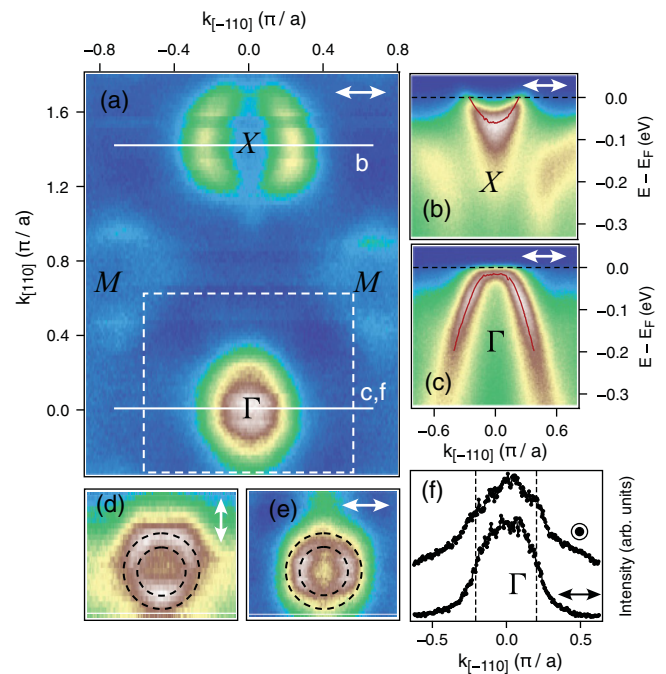 k[-110] (π / a)
-0.8 -0.4 0.0 0.4 0.8
(a)
1.6
1.4
1.2
0.8
0.4
0.0
k[110] (π / a)
X
b
M M
c,f
Γ
(b)
X
0.0
-0.1
-0.2
-0.3
E – EF (eV)
(c)
Γ
0.0
-0.1
-0.2
-0.3
E – EF (eV)
-0.6 0.0 0.6
k[-110] (π / a)
(d)
(e)
(f)
Γ
Intensity (arb. units)
-0.5 0.0 0.5
k[-110] (π / a)